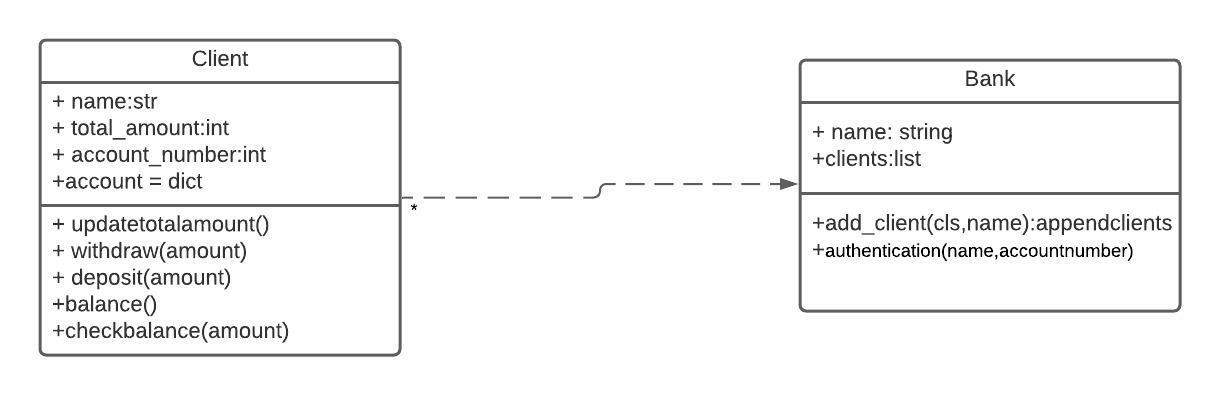 Client
+ name:str
+ total_amount:int
+ account_number:int
+account = dict
+ updatetotalamount()
+ withdraw(amount)
+ deposit(amount)
+balance()
+checkbalance(amount)
*
Bank
+ name: string
+clients:list
+add_client(cls,name):appendclients
+authentication(name,accountnumber)